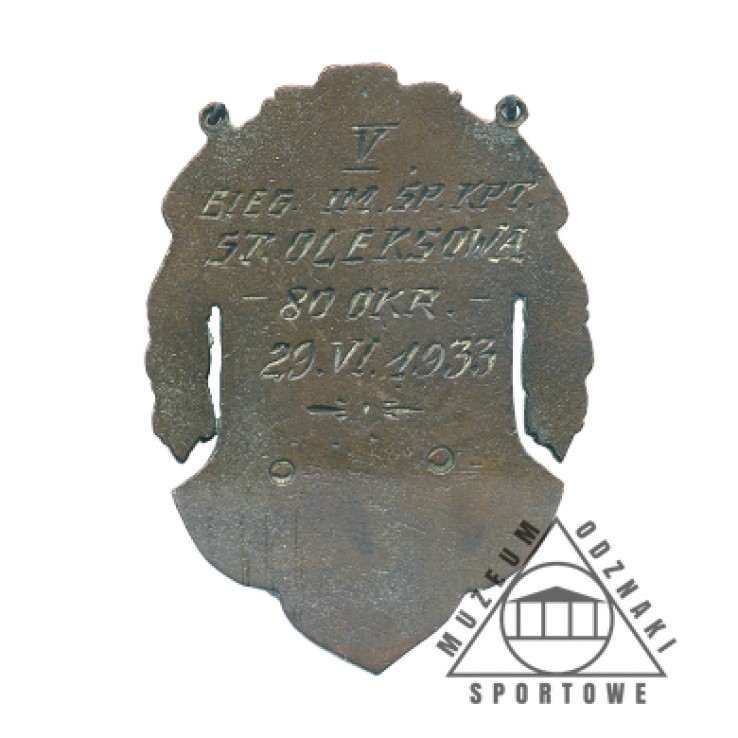 V
BIEG. IM. ŚP. KPT.
ST. OLEKSOWA
- 80 OKR. -
29. VI. 1933
MUZEUM ODZNAKI
SPORTOWE